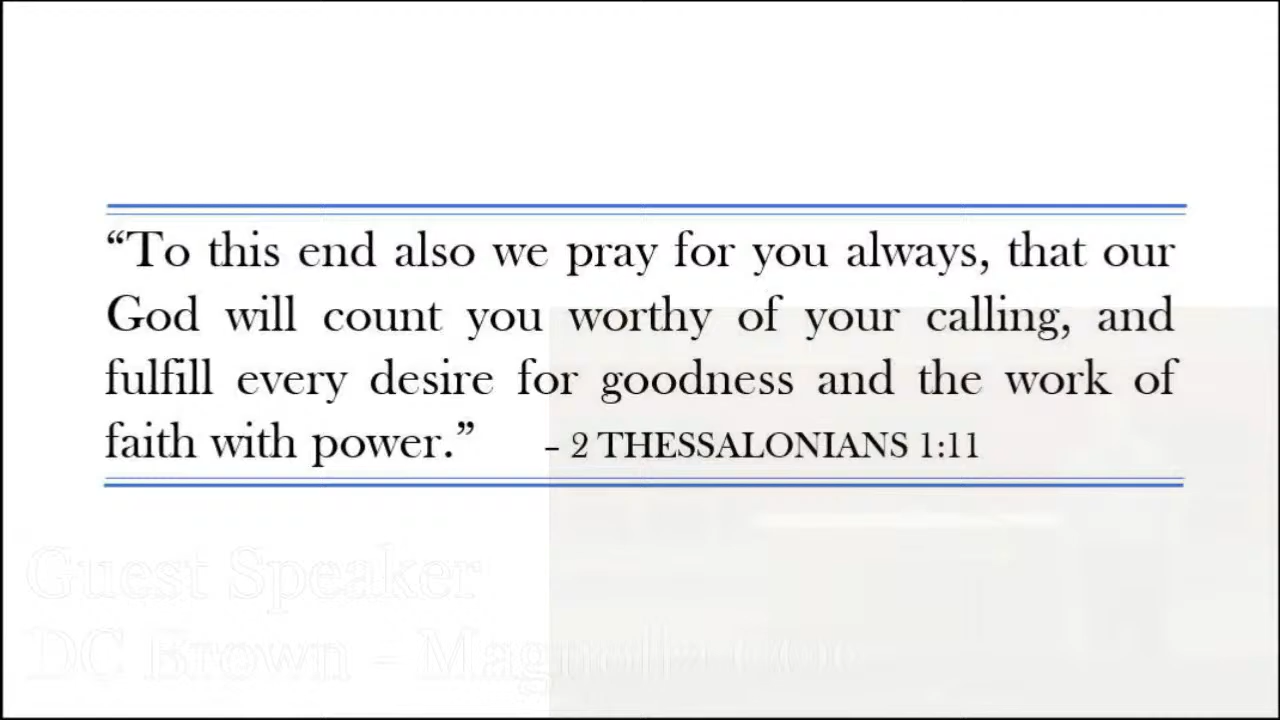 “To this end also we pray for you always, that our
God will count you worthy of your calling, and
fulfill every desire for goodness and the work of
faith with power.” – 2 THESSALONIANS 1:11
Guest Speaker
DC Brown - Magnolia